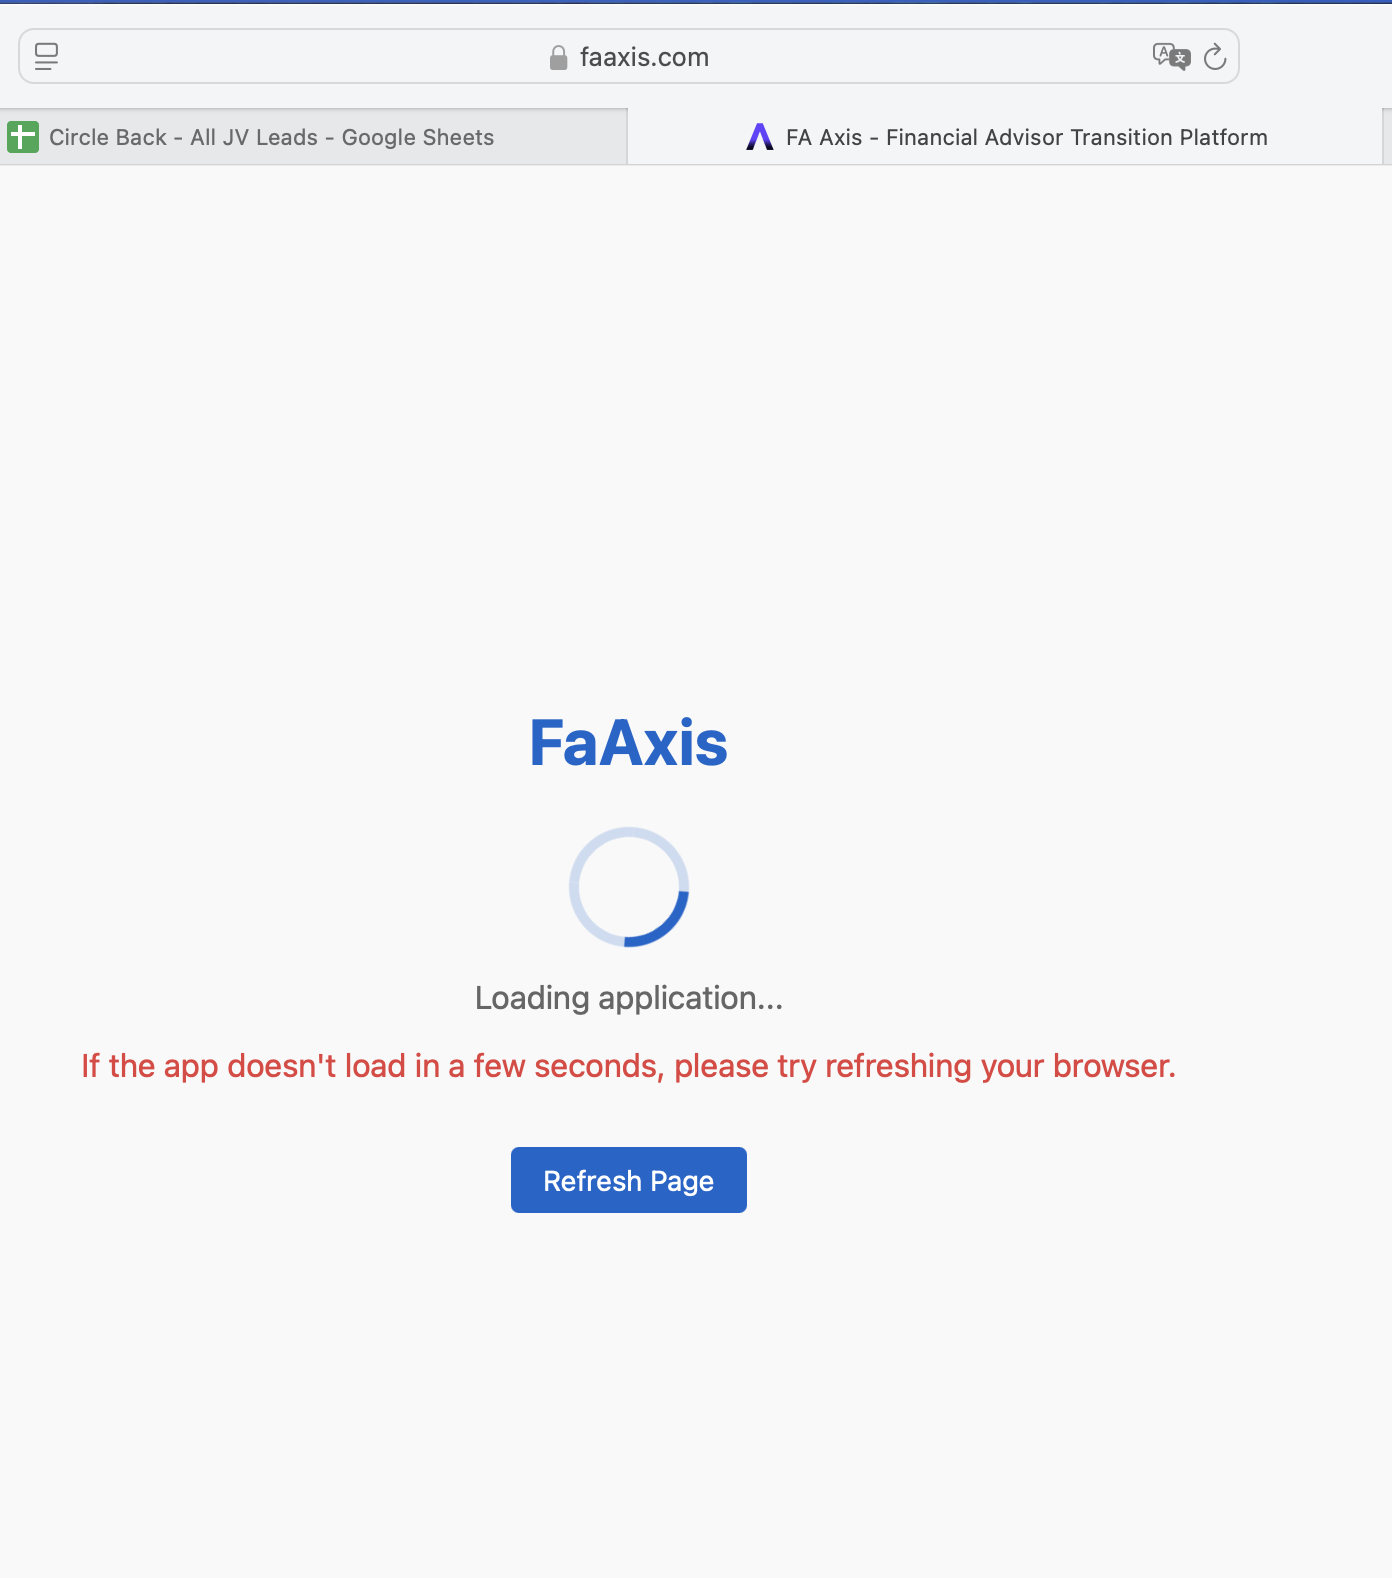 faaxis.com
Circle Back - All JV Leads - Google Sheets
FA Axis - Financial Advisor Transition Platform
FaAxis
Loading application...
If the app doesn't load in a few seconds, please try refreshing your browser.
Refresh Page